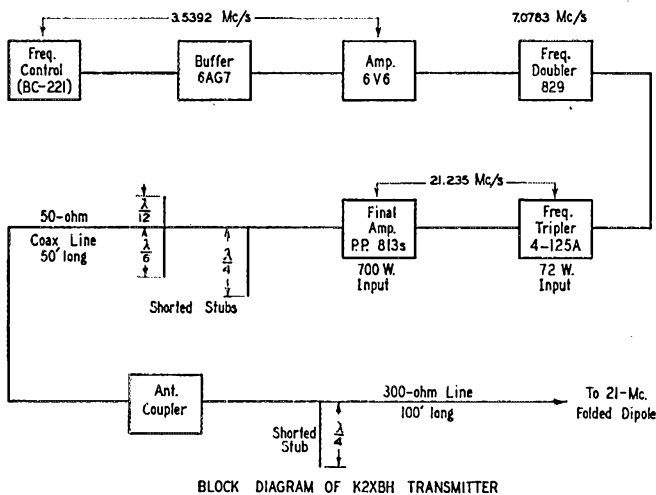 3.5392 Mc/s
7.0783 Mc/s
Freq.
Control
(BC-221)
Buffer
6AG7
Amp.
6V6
Freq.
Doubler
829
21.235 Mc/s
50-ohm
Coax Line
50' long
λ
12
λ
6
λ
4
Shorted Stubs
Final
Amp.
P.P. 813s
700 W.
Input
Freq.
Tripler
4-125A
72 W.
Input
Ant.
Coupler
Shorted
Stub
λ
4
300-ohm Line
100' long
To 21-Mc.
Folded Dipole
BLOCK DIAGRAM OF K2XBH TRANSMITTER